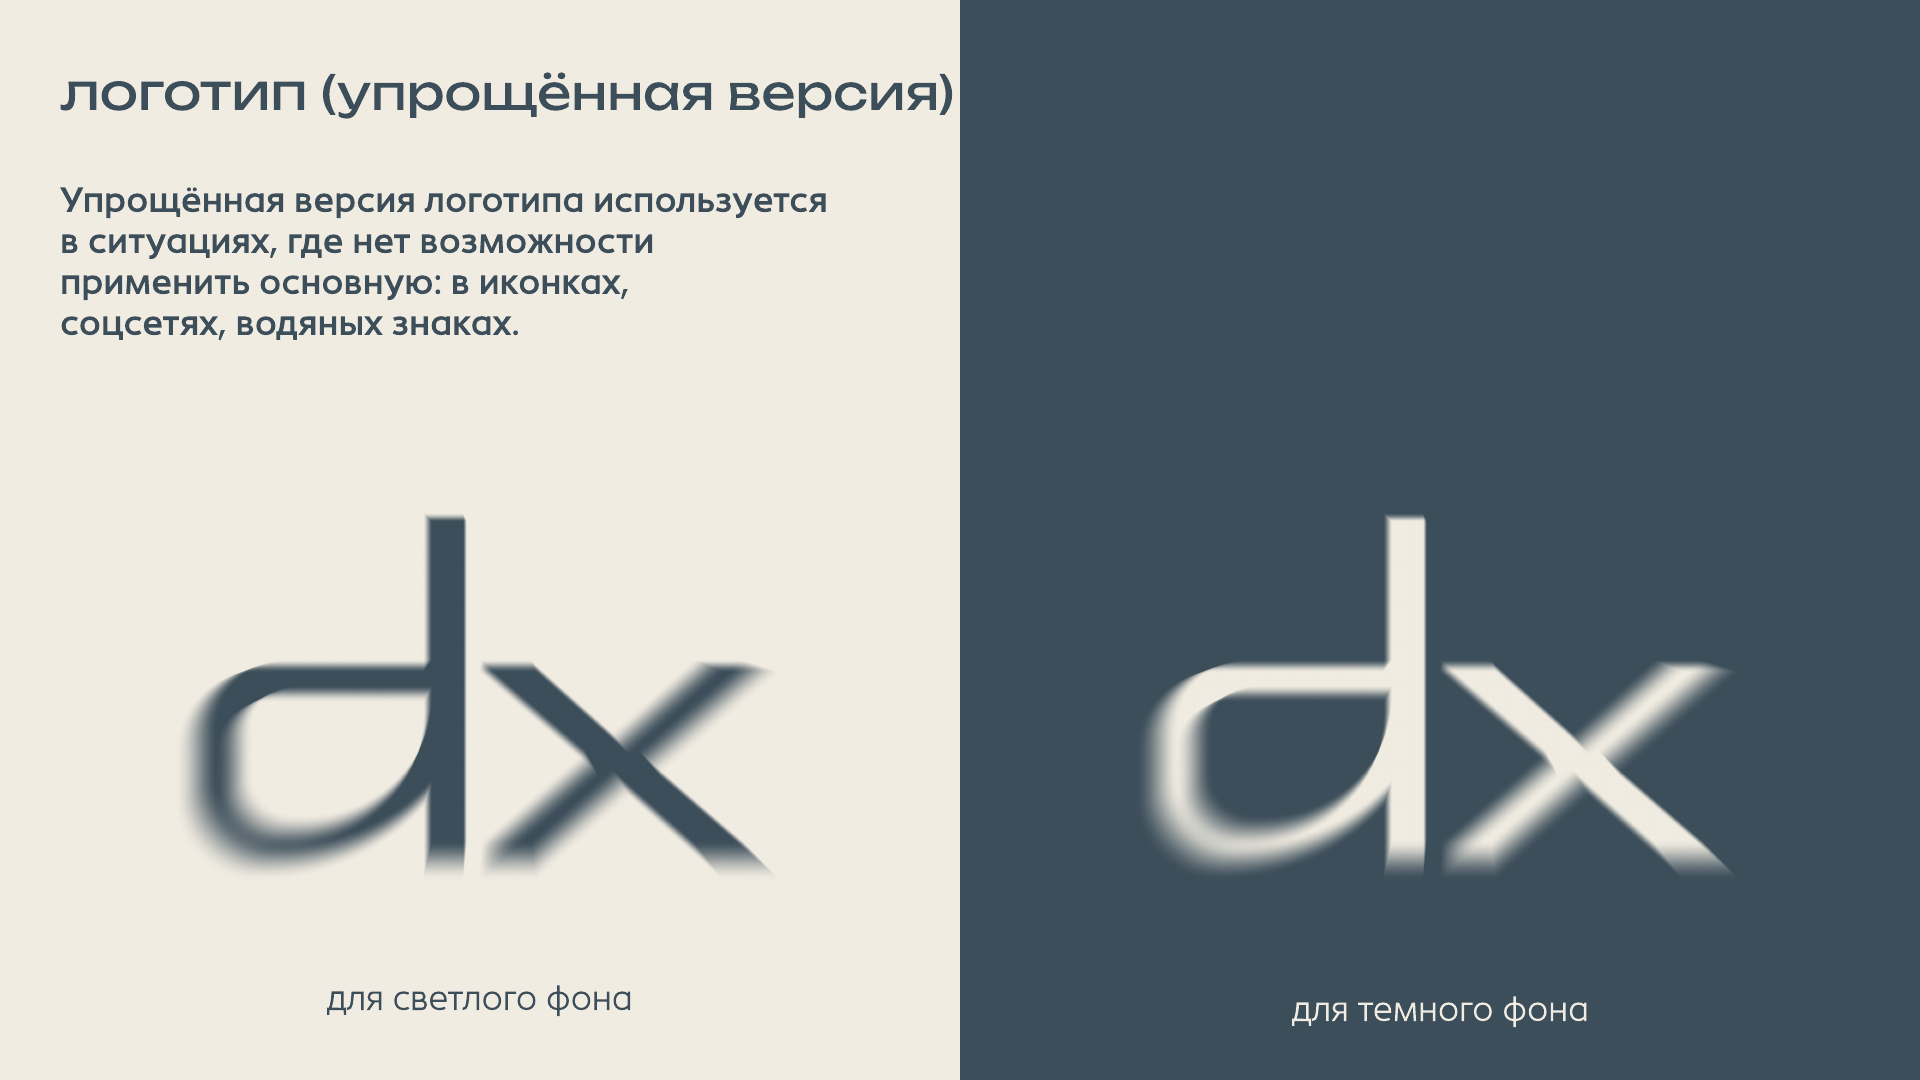 логотип (упрощённая версия)
Упрощённая версия логотипа используется
в ситуациях, где нет возможности
применить основную: в иконках,
соцсетях, водяных знаках.
dx
dx
для светлого фона
для темного фона